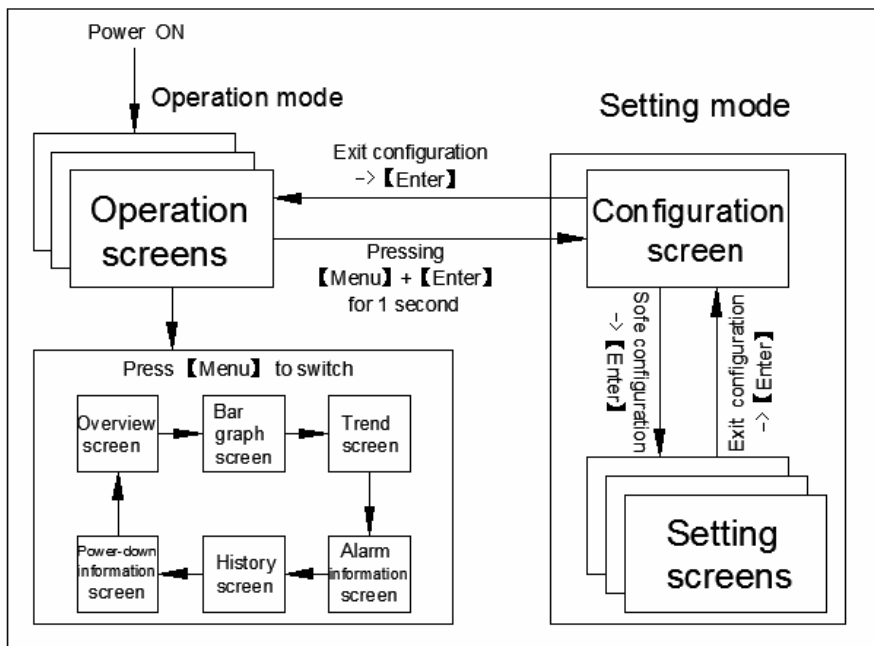 Power ON
Operation mode
Setting mode
Exit configuration
->【Enter】
Operation
screens
Configuration
screen
Pressing
【Menu】+【Enter】
for 1 second
Sofe configuration
->【Enter】
Exit configuration
->【Enter】
Press【Menu】to switch
Overview
screen
Bar
graph
screen
Trend
screen
Power-down
information
screen
History
screen
Alarm
information
screen
Setting
screens